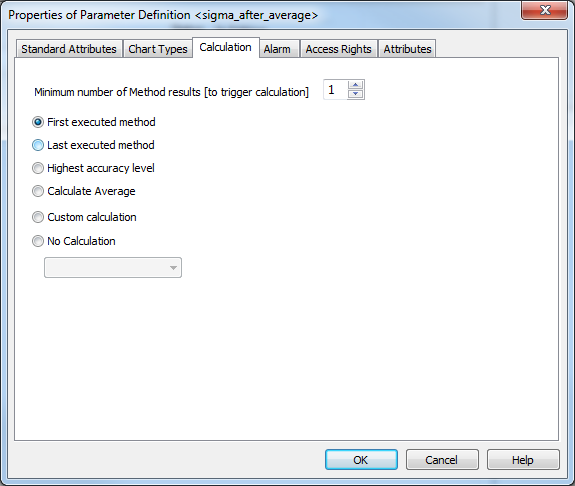 Properties of Parameter Definition <sigma_after_average>
Standard Attributes Chart Types Calculation Alarm Access Rights Attributes
Minimum number of Method results [to trigger calculation] 1
First executed method
Last executed method
Highest accuracy level
Calculate Average
Custom calculation
No Calculation
OK Cancel Help